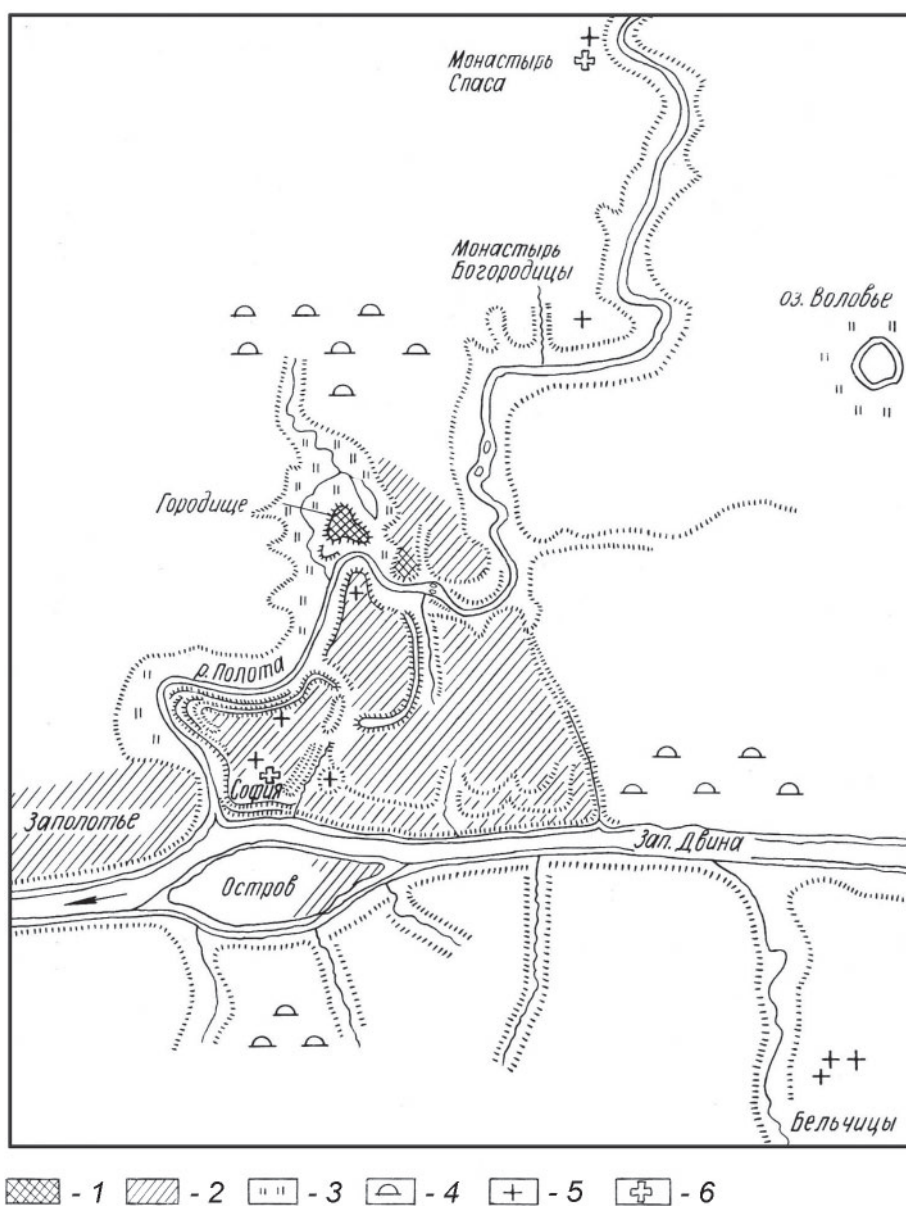 Монастырь
Спаса
Монастырь
Богородицы
оз. Воловье
Городище
р. Полота
София
Заполотье
Зап. Двина
Остров
Бельчицы
- 1
- 2
- 3
- 4
- 5
- 6